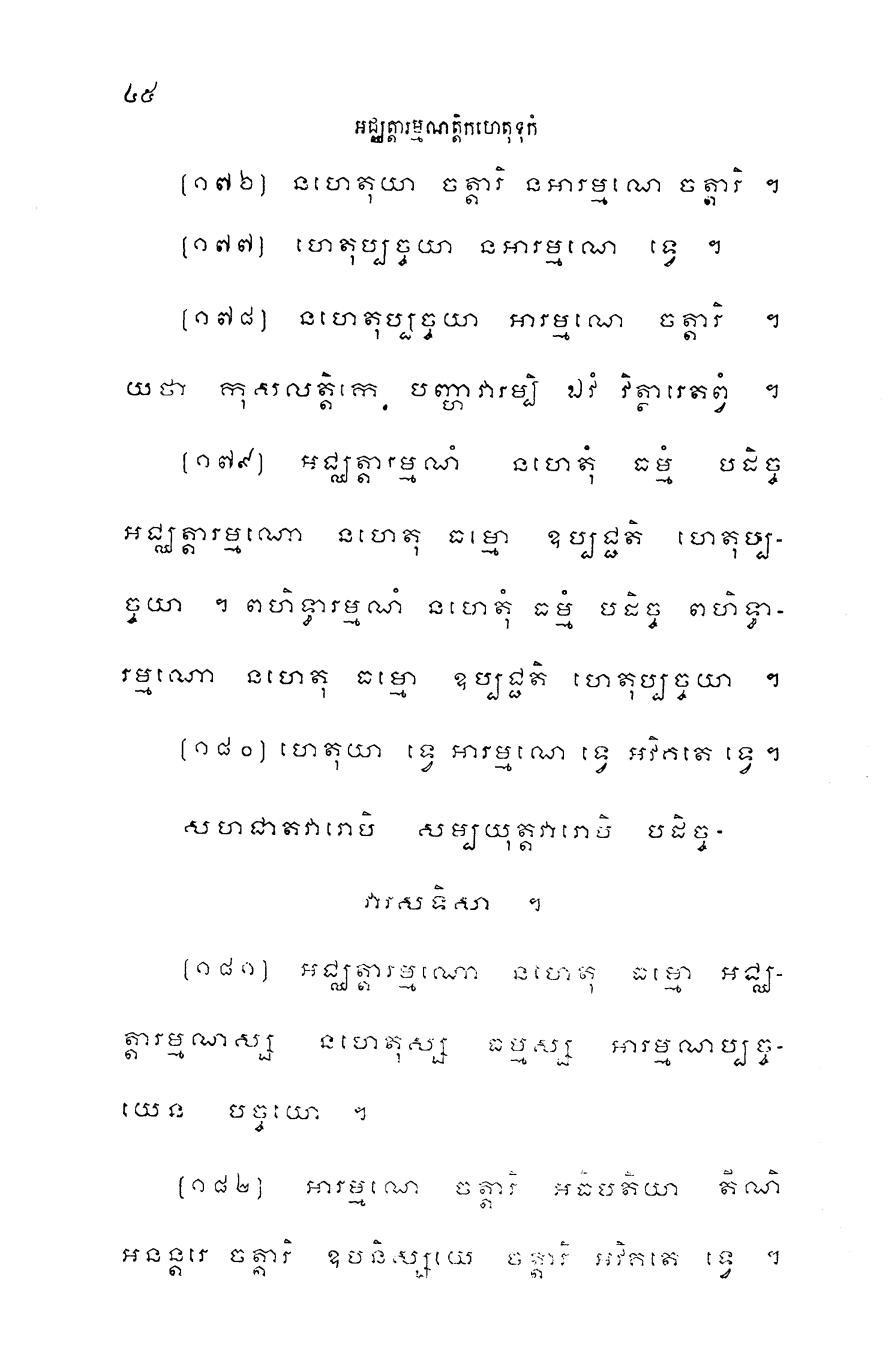 ៤៥
អជ្ឈត្តារម្មណត្តិកហេតុទុកំ
(១៧៦) នហេតុយា ចត្តារិ នអារម្មណេ ចត្តារិ ។
(១៧៧) ហេតុប្បច្ចយា នអារម្មណេ ទ្វេ ។
(១៧៨) នហេតុប្បច្ចយា អារម្មណេ ចត្តារិ ។
យថា កុសលត្តិកេ បញ្ហាវារម្បិ ឯវំ វិត្ថារេតព្វំ ។
(១៧៩) អជ្ឈត្តារម្មណំ នហេតុំ ធម្មំ បដិច្ច
អជ្ឈត្តារម្មណោ នហេតុ ធម្មោ ឧប្បជ្ជតិ ហេតុប្ប-
ច្ចយា ។ ពហិទ្ធារម្មណំ នហេតុំ ធម្មំ បដិច្ច ពហិទ្ធា-
រម្មណោ នហេតុ ធម្មោ ឧប្បជ្ជតិ ហេតុប្បច្ចយា ។
(១៨០) ហេតុយា ទ្វេ អារម្មណេ ទ្វេ អវិគតេ ទ្វេ ។
សហជាតវារោបិ សម្បយុត្តវារោបិ បដិច្ច-
វារសទិសា ។
(១៨១) អជ្ឈត្តារម្មណោ នហេតុ ធម្មោ អជ្ឈ-
ត្តារម្មណស្ស នហេតុស្ស ធម្មស្ស អារម្មណប្បច្ច-
យេន បច្ចយោ ។
(១៨២) អារម្មណេ ចត្តារិ អធិបតិយា តីណិ
អនន្តរេ ចត្តារិ ឧបនិស្សយេ ចត្តារិ អវិគតេ ទ្វេ ។